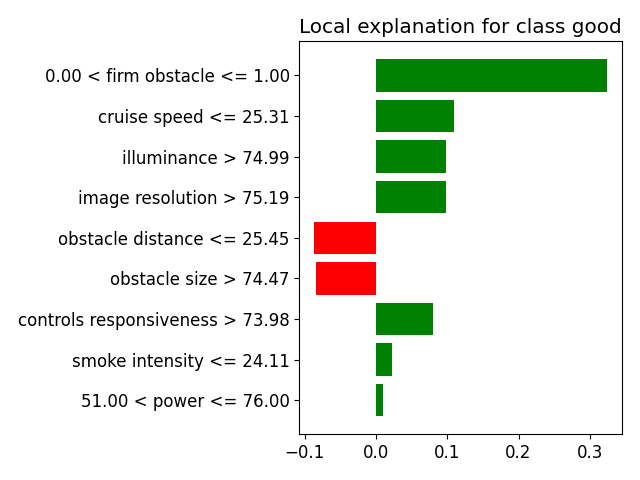 Local explanation for class good
0.00 < firm obstacle <= 1.00
cruise speed <= 25.31
illuminance > 74.99
image resolution > 75.19
obstacle distance <= 25.45
obstacle size > 74.47
controls responsiveness > 73.98
smoke intensity <= 24.11
51.00 < power <= 76.00
−0.1 0.0 0.1 0.2 0.3